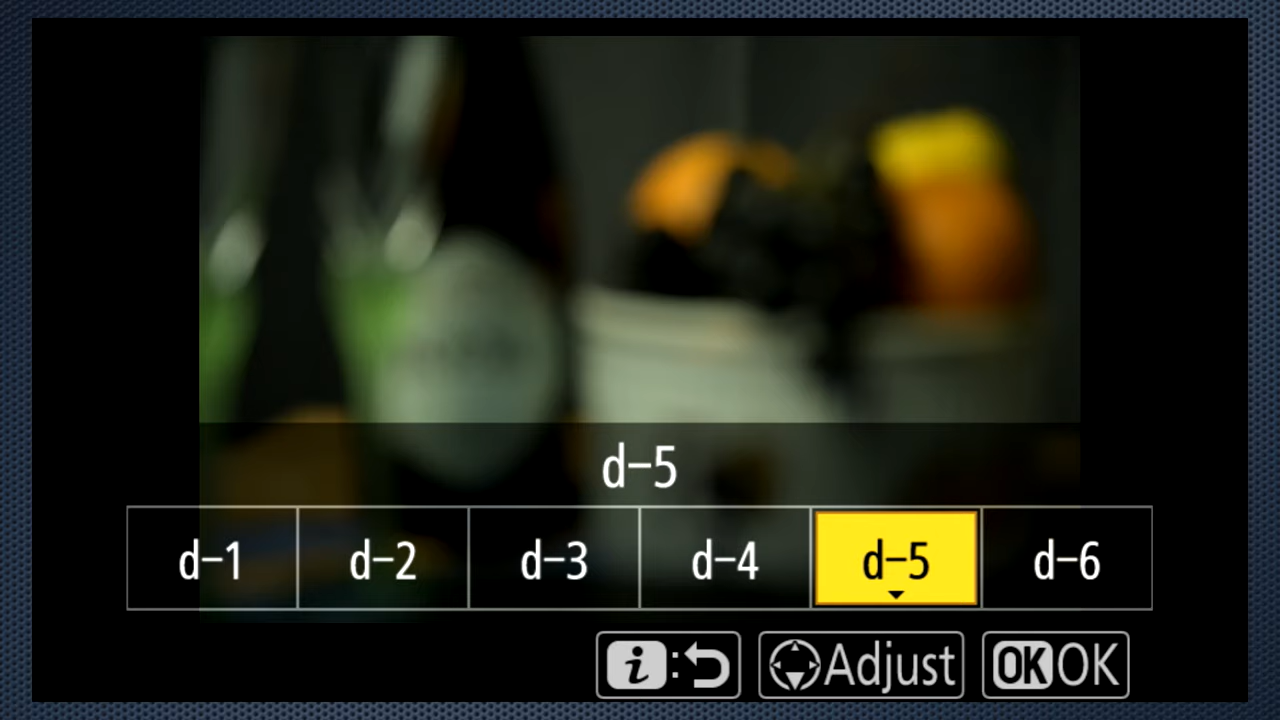 d–5
d–1 d–2 d–3 d–4 d–5 d–6
i: Adjust OK OK